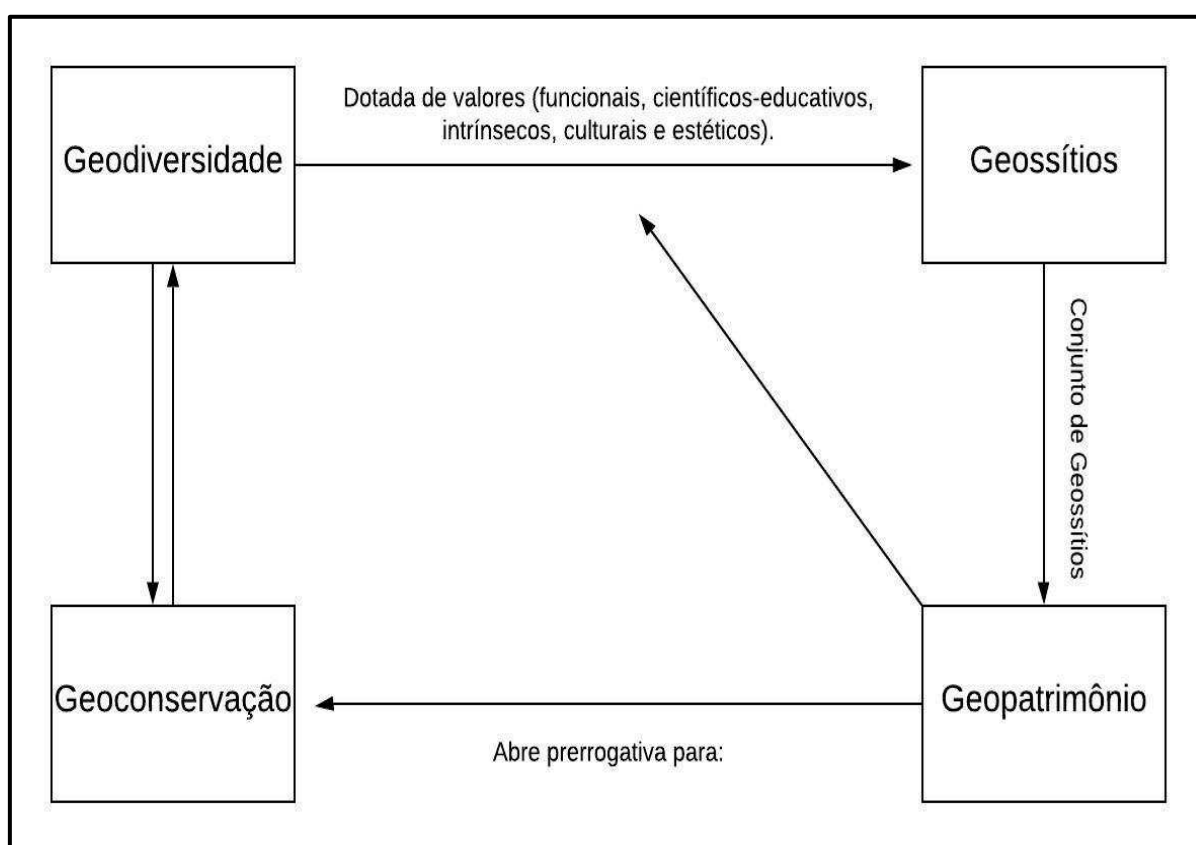 Geodiversidade
Dotada de valores (funcionais, científicos-educativos,
intrínsecos, culturais e estéticos).
Geossítios
Conjunto de Geossítios
Geoconservação
Abre prerrogativa para:
Geopatrimônio